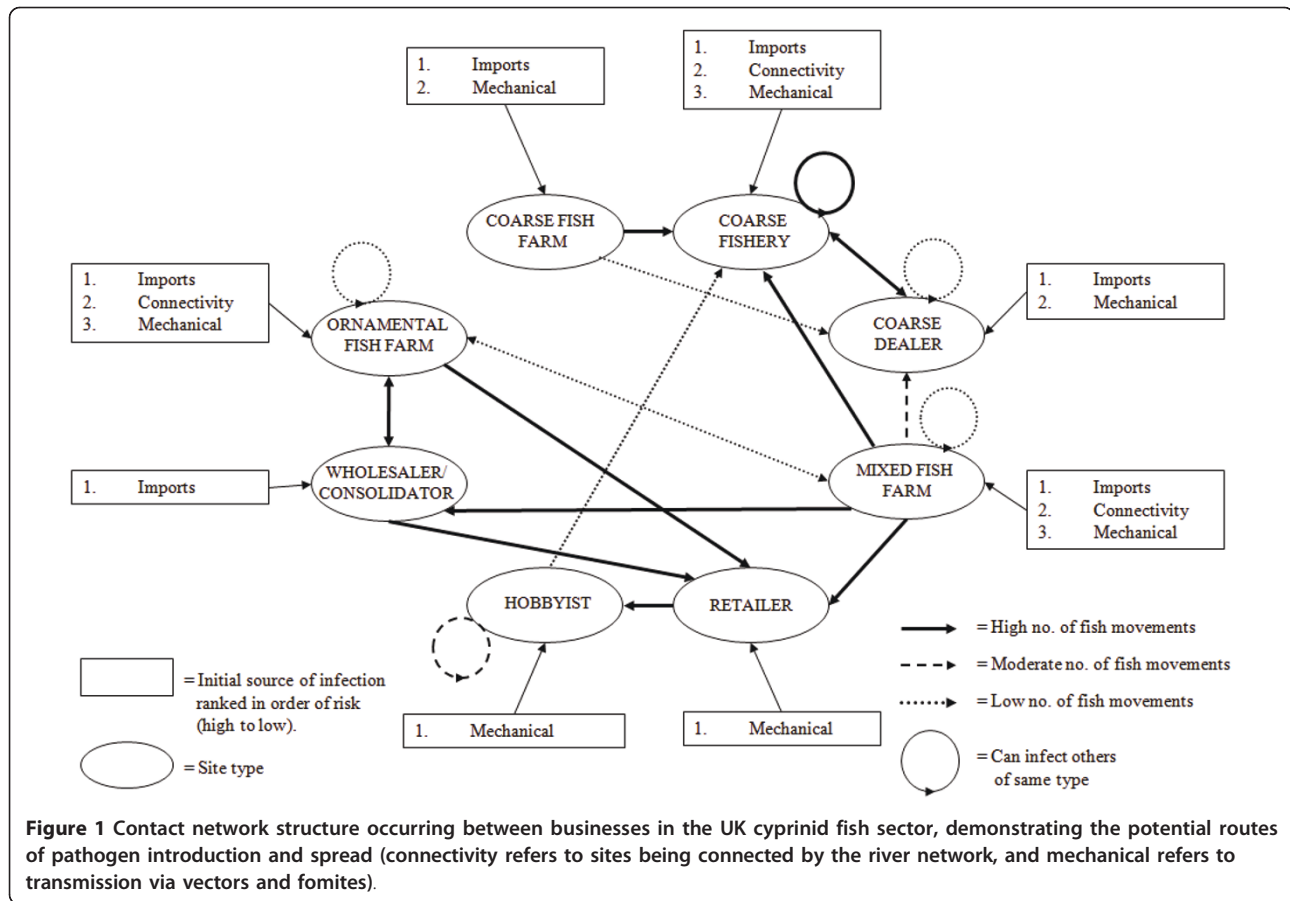 1. Imports
2. Mechanical
1. Imports
2. Connectivity
3. Mechanical
COARSE FISH
FARM
COARSE
FISHERY
1. Imports
2. Connectivity
3. Mechanical
ORNAMENTAL
FISH FARM
COARSE
DEALER
1. Imports
2. Mechanical
1. Imports
WHOLESALER/
CONSOLIDATOR
MIXED FISH
FARM
1. Imports
2. Connectivity
3. Mechanical
HOBBYIST
RETAILER
1. Mechanical
1. Mechanical
= Initial source of infection
ranked in order of risk
(high to low).
= Site type
= High no. of fish movements
= Moderate no. of fish movements
= Low no. of fish movements
= Can infect others
of same type
Figure 1 Contact network structure occurring between businesses in the UK cyprinid fish sector, demonstrating the potential routes
of pathogen introduction and spread (connectivity refers to sites being connected by the river network, and mechanical refers to
transmission via vectors and fomites).